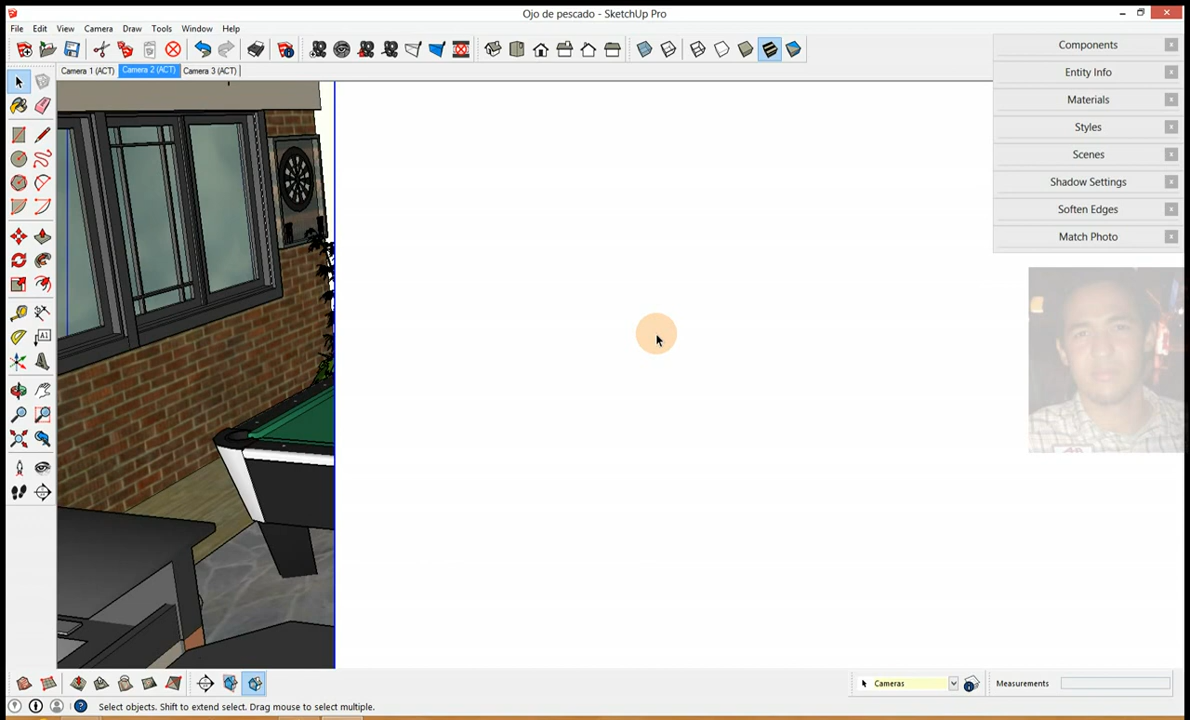 Ojo de pescado - SketchUp Pro
File Edit View Camera Draw Tools Window Help
Camera 1 (ACT) Camera 2 (ACT) Camera 3 (ACT)
Components
Entity Info
Materials
Styles
Scenes
Shadow Settings
Soften Edges
Match Photo
A1
Cameras
Measurements
Select objects. Shift to extend select. Drag mouse to select multiple.